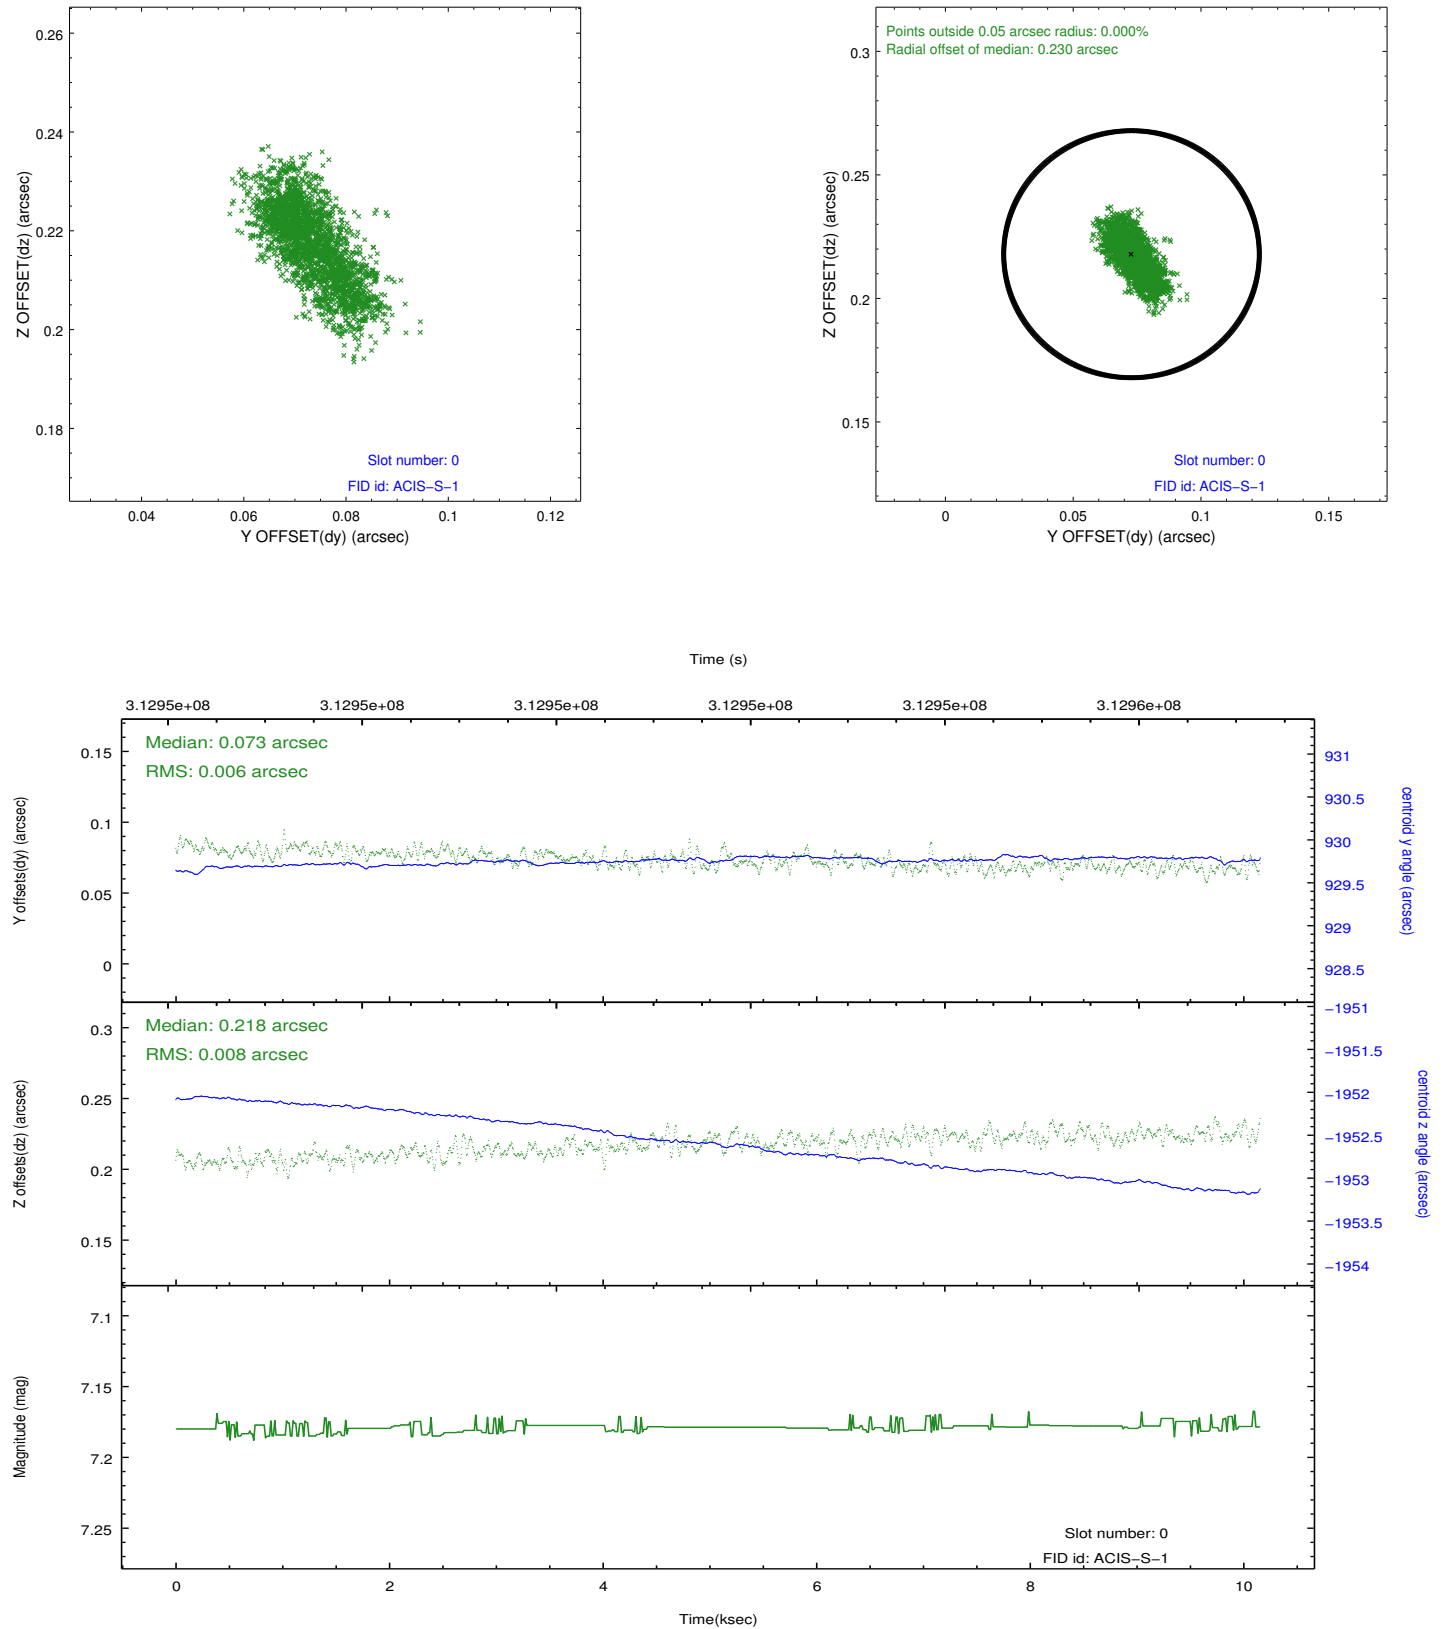 0.26
0.24
0.22
0.2
0.18
Z OFFSET(dz) (arcsec)
Slot number: 0
FID id: ACIS−S−1
0.04
0.06
0.08
0.1
0.12
Y OFFSET(dy) (arcsec)
Points outside 0.05 arcsec radius: 0.000%
Radial offset of median: 0.230 arcsec
0.3
0.25
0.2
0.15
Z OFFSET(dz) (arcsec)
Slot number: 0
FID id: ACIS−S−1
0
0.05
0.1
0.15
Y OFFSET(dy) (arcsec)
Time (s)
3.1295e+08
3.1295e+08
3.1295e+08
3.1295e+08
3.1295e+08
3.1296e+08
Median: 0.073 arcsec
RMS: 0.006 arcsec
0.15
0.1
0.05
0
Y offsets(dy) (arcsec)
931
930.5
930
929.5
929
928.5
centroid y angle (arcsec)
Median: 0.218 arcsec
RMS: 0.008 arcsec
0.3
0.25
0.2
0.15
Z offsets(dz) (arcsec)
−1951
−1951.5
−1952
−1952.5
−1953
−1953.5
−1954
centroid z angle (arcsec)
7.1
7.15
7.2
7.25
Magnitude (mag)
Slot number: 0
FID id: ACIS−S−1
0
2
4
6
8
10
Time(ksec)